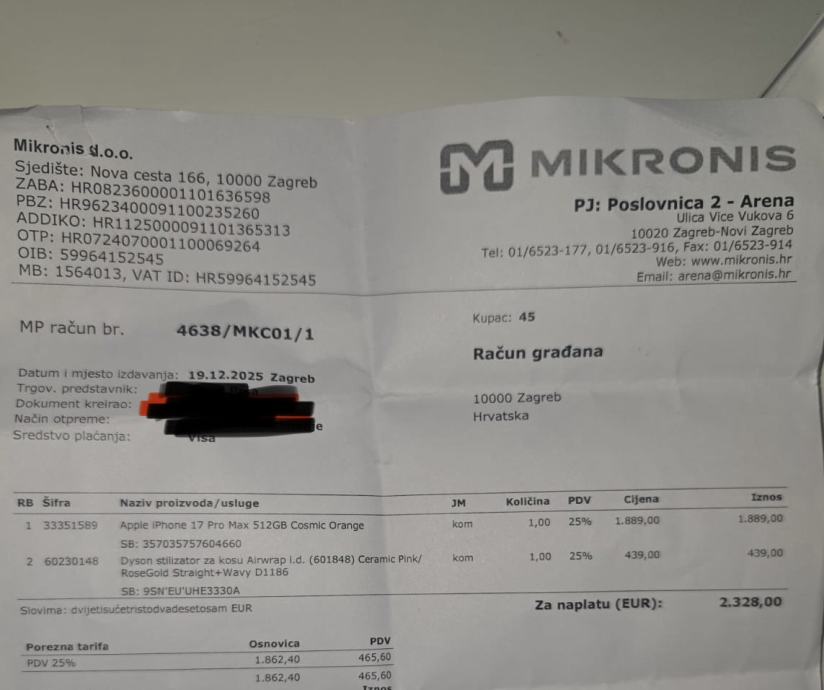 Mikronis d.o.o.
Sjedište: Nova cesta 166, 10000 Zagreb
ZABA: HR0823600001101636598
PBZ: HR9623400091100235260
ADDIKO: HR1125000091101365313
OTP: HR0724070001100069264
OIB: 59964152545
MB: 1564013, VAT ID: HR59964152545
MIKRONIS
PJ: Poslovnica 2 - Arena
Ulica Vice Vukova 6
10020 Zagreb-Novi Zagreb
Tel: 01/6523-177, 01/6523-916, Fax: 01/6523-914
Web: www.mikronis.hr
Email: arena@mikronis.hr
MP račun br. 4638/MKC01/1
Kupac: 45
Račun građana
10000 Zagreb
Hrvatska
Datum i mjesto izdavanja: 19.12.2025 Zagreb
Trgov. predstavnik:
Dokument kreirao:
Način otpreme:
Sredstvo plaćanja: Visa
RB Šifra Naziv proizvoda/usluge JM Količina PDV Cijena Iznos
1 33351589 Apple iPhone 17 Pro Max 512GB Cosmic Orange kom 1,00 25% 1.889,00 1.889,00
SB: 357035757604660
2 60230148 Dyson stilizator za kosu Airwrap i.d. (601848) Ceramic Pink/ kom 1,00 25% 439,00 439,00
RoseGold Straight+Wavy D1186
SB: 9SN'EU'UHE3330A
Slovima: dvijetisućetristodvadesetosam EUR
Za naplatu (EUR): 2.328,00
Porezna tarifa Osnovica PDV
PDV 25% 1.862,40 465,60
1.862,40 465,60
Iznos